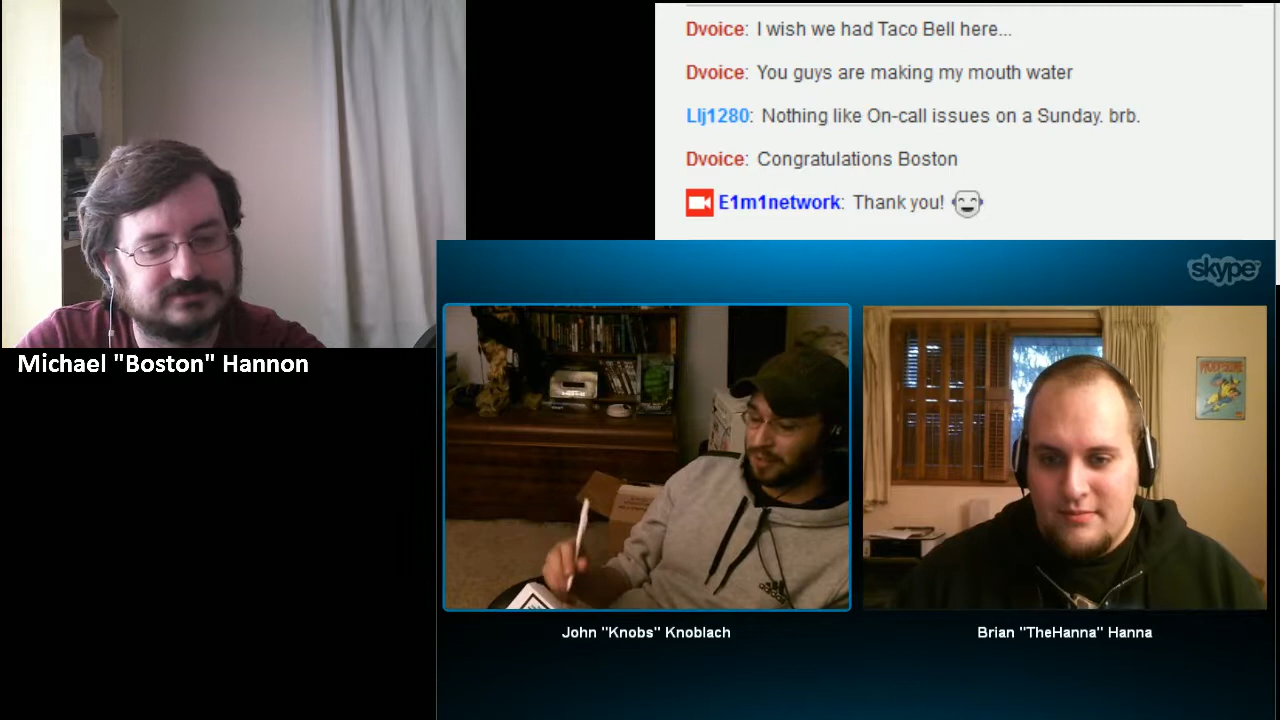 Dvoice: I wish we had Taco Bell here...
Dvoice: You guys are making my mouth water
Llj1280: Nothing like On-call issues on a Sunday. brb.
Dvoice: Congratulations Boston
E1m1network: Thank you!
skype
Michael "Boston" Hannon
adidas
John "Knobs" Knoblach
Brian "TheHanna" Hanna